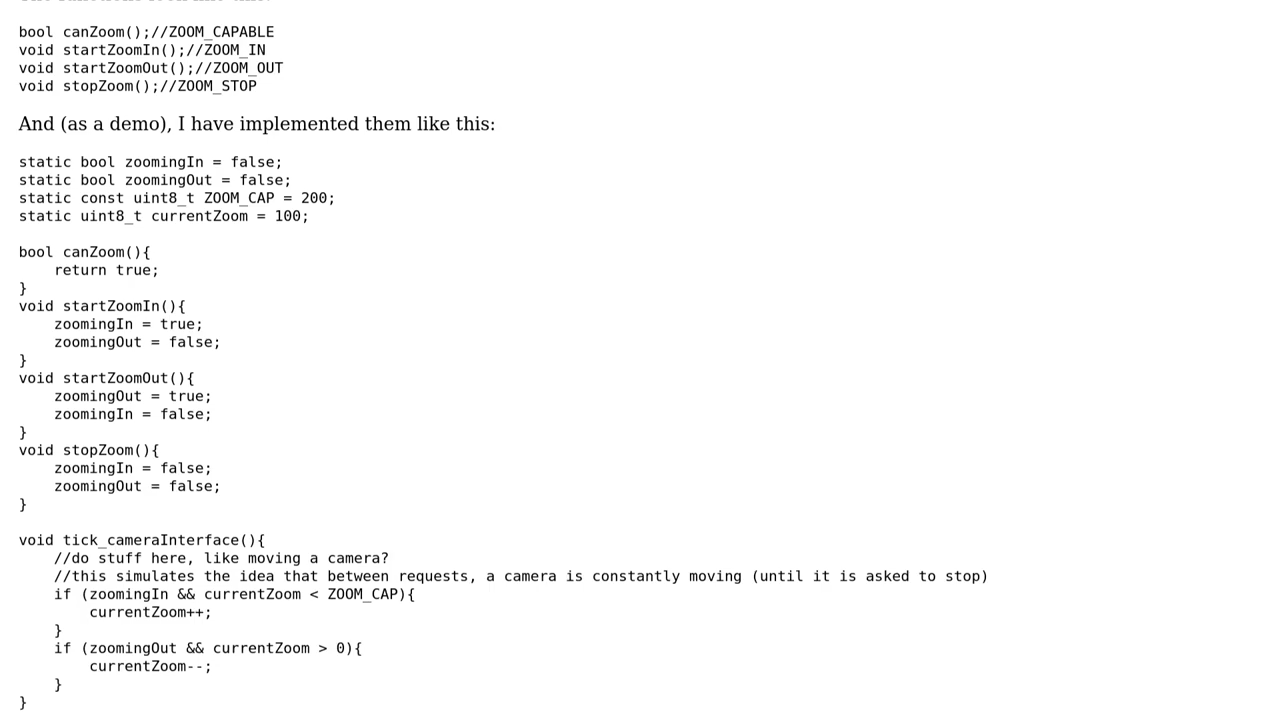 bool canZoom();//ZOOM_CAPABLE
void startZoomIn();//ZOOM_IN
void startZoomOut();//ZOOM_OUT
void stopZoom();//ZOOM_STOP
And (as a demo), I have implemented them like this:
static bool zoomingIn = false;
static bool zoomingOut = false;
static const uint8_t ZOOM_CAP = 200;
static uint8_t currentZoom = 100;
bool canZoom(){
    return true;
}
void startZoomIn(){
    zoomingIn = true;
    zoomingOut = false;
}
void startZoomOut(){
    zoomingOut = true;
    zoomingIn = false;
}
void stopZoom(){
    zoomingIn = false;
    zoomingOut = false;
}
void tick_cameraInterface(){
    //do stuff here, like moving a camera?
    //this simulates the idea that between requests, a camera is constantly moving (until it is asked to stop)
    if (zoomingIn && currentZoom < ZOOM_CAP){
        currentZoom++;
    }
    if (zoomingOut && currentZoom > 0){
        currentZoom--;
    }
}